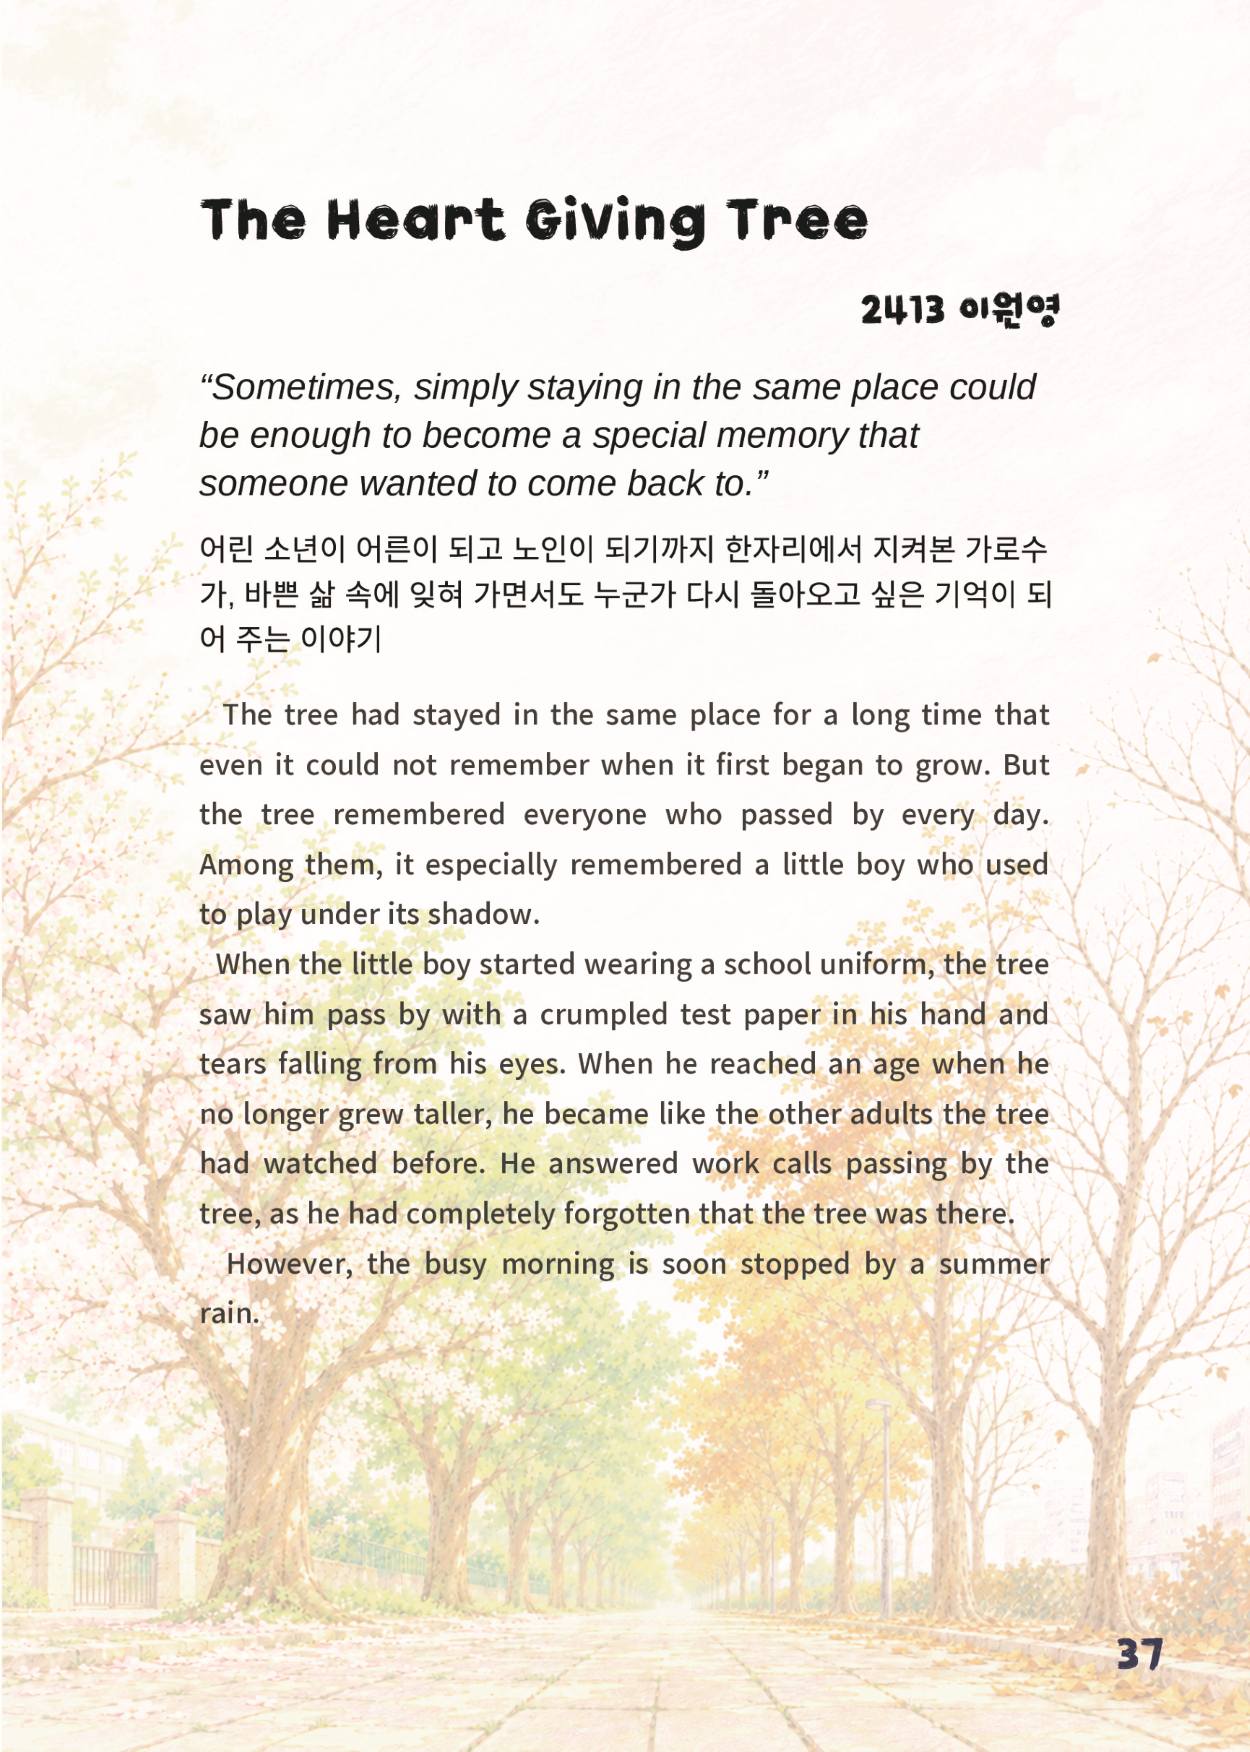 The Heart Giving Tree
2413 이원영
“Sometimes, simply staying in the same place could
be enough to become a special memory that
someone wanted to come back to.”
어린 소년이 어른이 되고 노인이 되기까지 한자리에서 지켜본 가로수
가, 바쁜 삶 속에 잊혀 가면서도 누군가 다시 돌아오고 싶은 기억이 되
어 주는 이야기
The tree had stayed in the same place for a long time that
even it could not remember when it first began to grow. But
the tree remembered everyone who passed by every day.
Among them, it especially remembered a little boy who used
to play under its shadow.
When the little boy started wearing a school uniform, the tree
saw him pass by with a crumpled test paper in his hand and
tears falling from his eyes. When he reached an age when he
no longer grew taller, he became like the other adults the tree
had watched before. He answered work calls passing by the
tree, as he had completely forgotten that the tree was there.
However, the busy morning is soon stopped by a summer
rain.
37